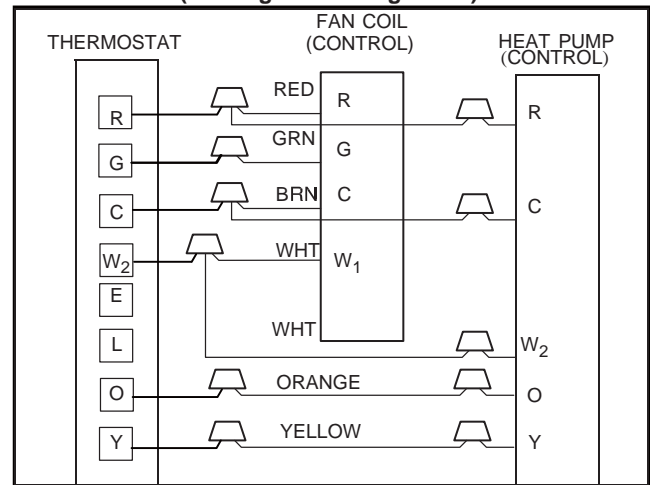 THERMOSTAT
FAN COIL
(CONTROL)
HEAT PUMP
(CONTROL)
R
RED
R
R
G
GRN
G
C
BRN
C
C
W2
WHT
W1
E
L
WHT
W2
O
ORANGE
O
Y
YELLOW
Y